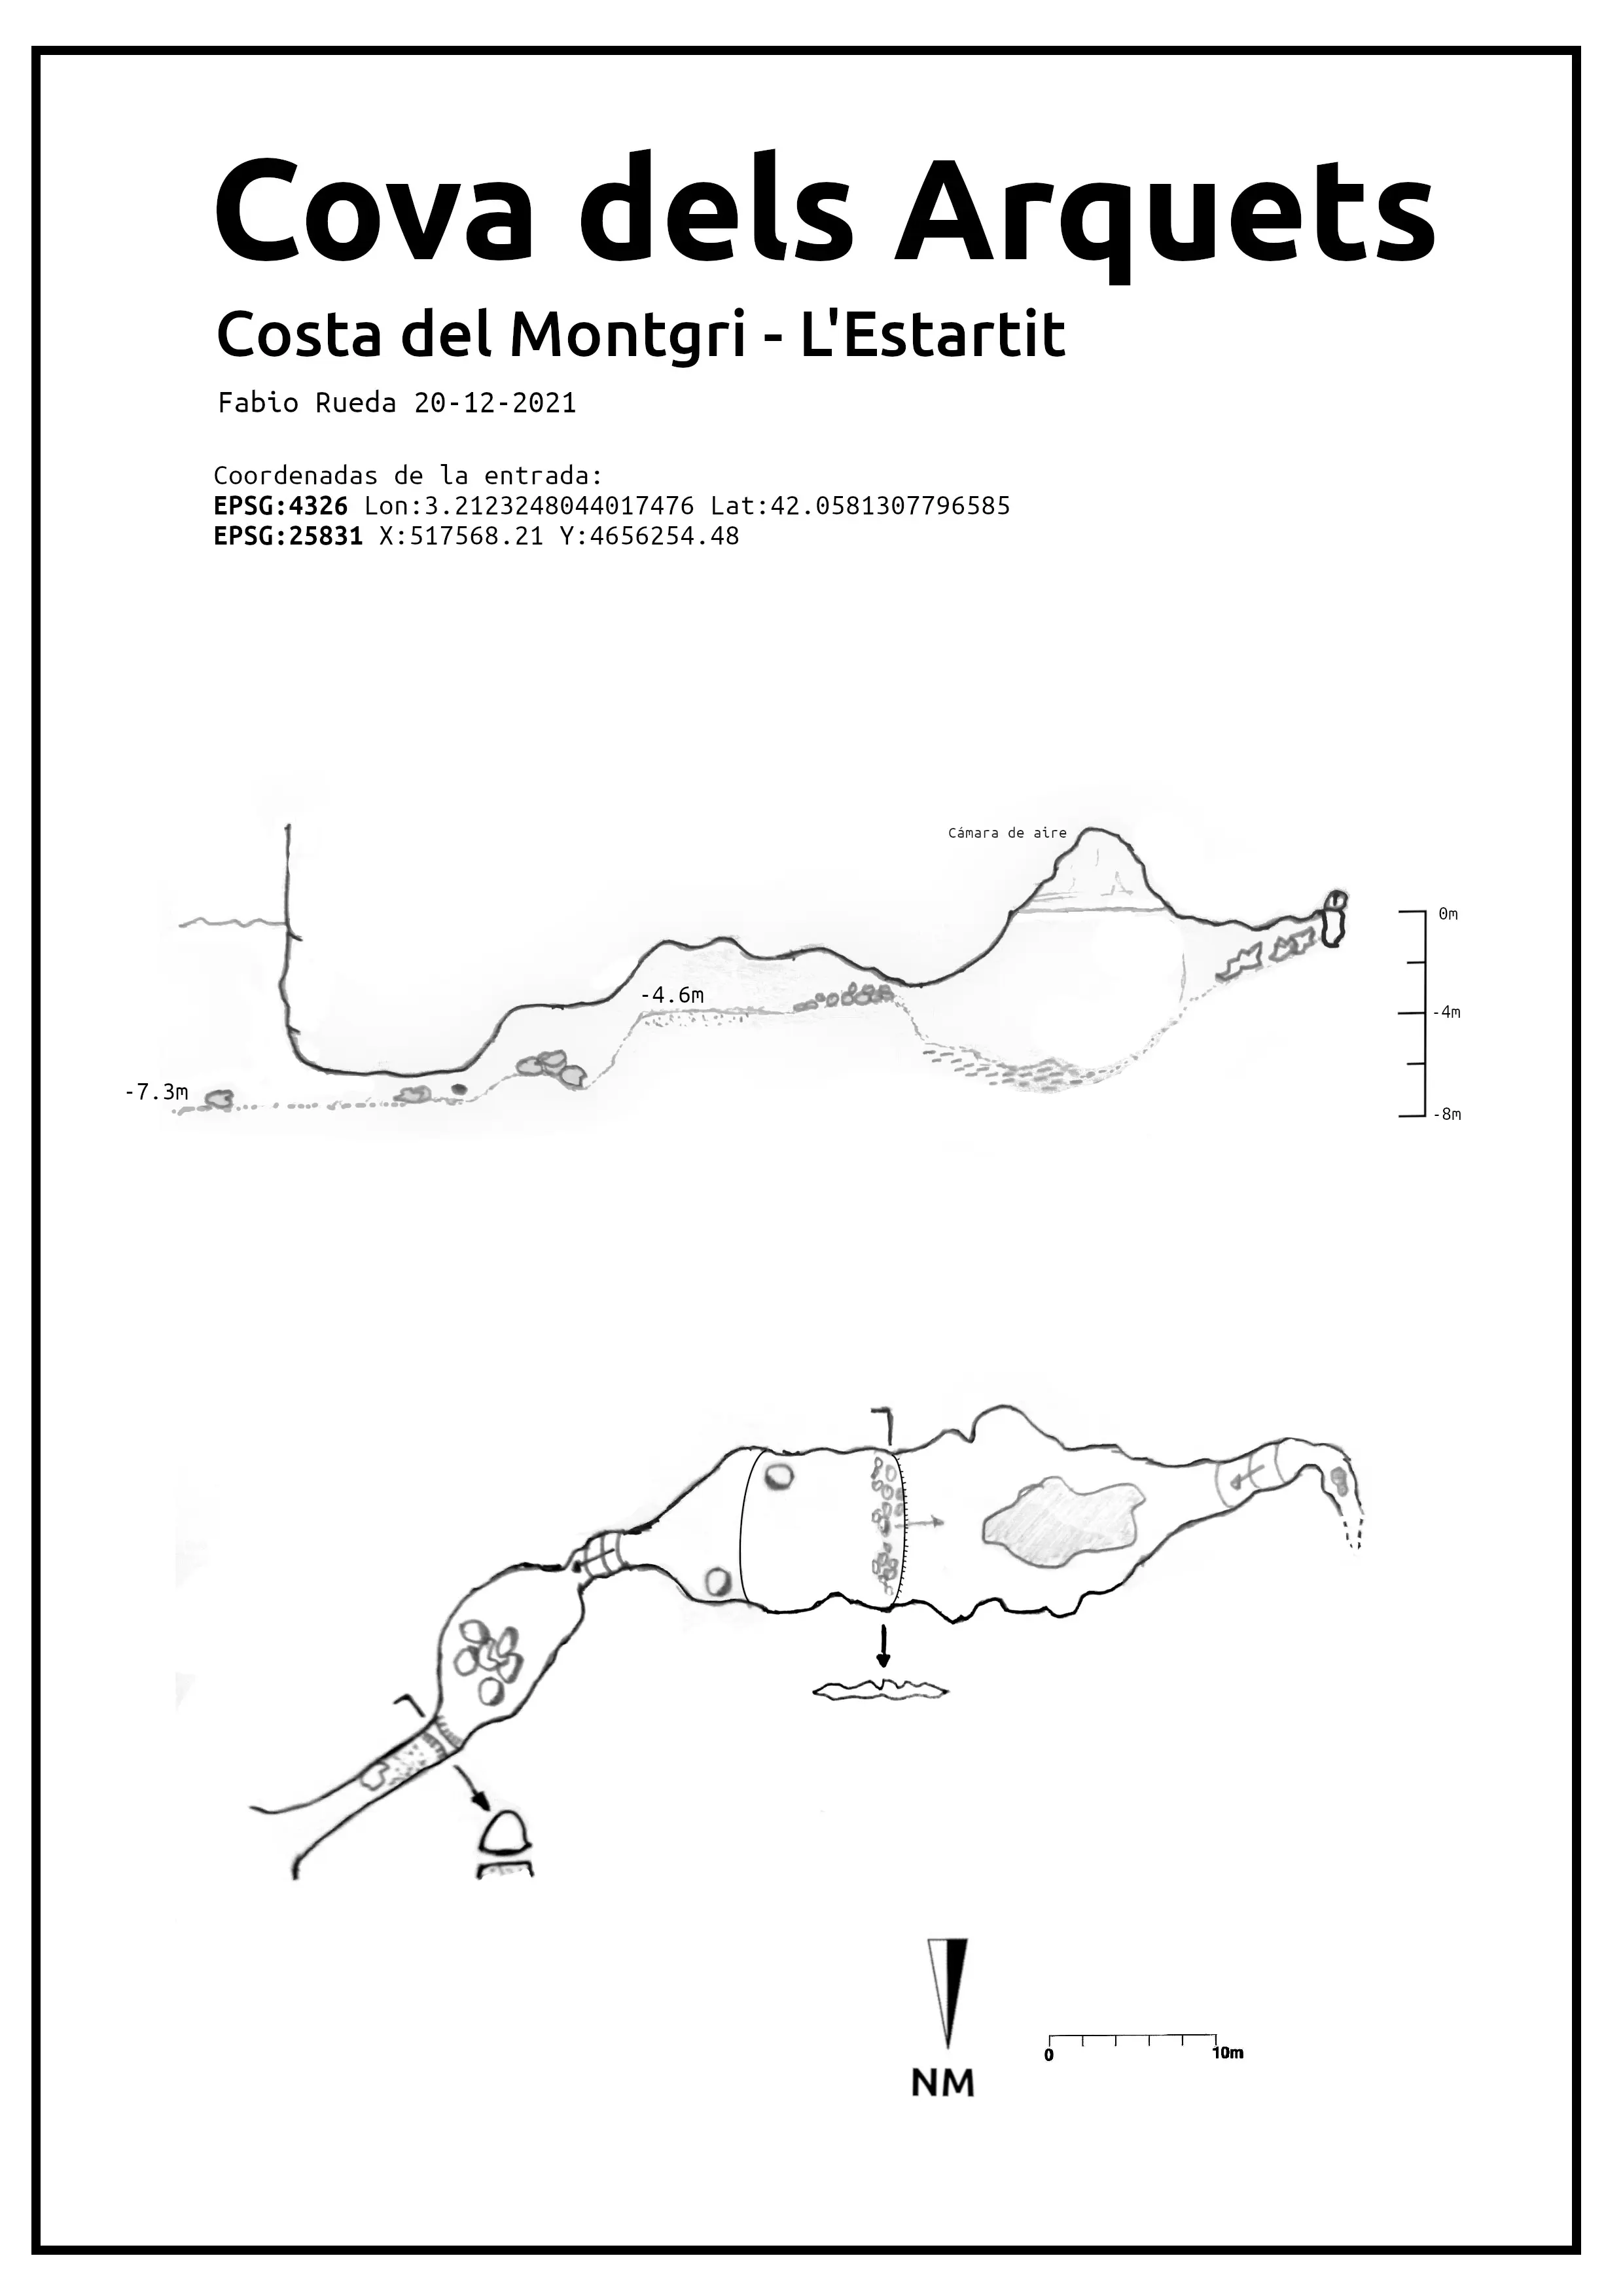 Cova dels Arquets
Costa del Montgri - L'Estartit
Fabio Rueda 20-12-2021
Coordenadas de la entrada:
EPSG:4326 Lon:3.2123248044017476 Lat:42.0581307796585
EPSG:25831 X:517568.21 Y:4656254.48
Cámara de aire
0m
-4.6m
-4m
-7.3m
-8m
NM
0 10m